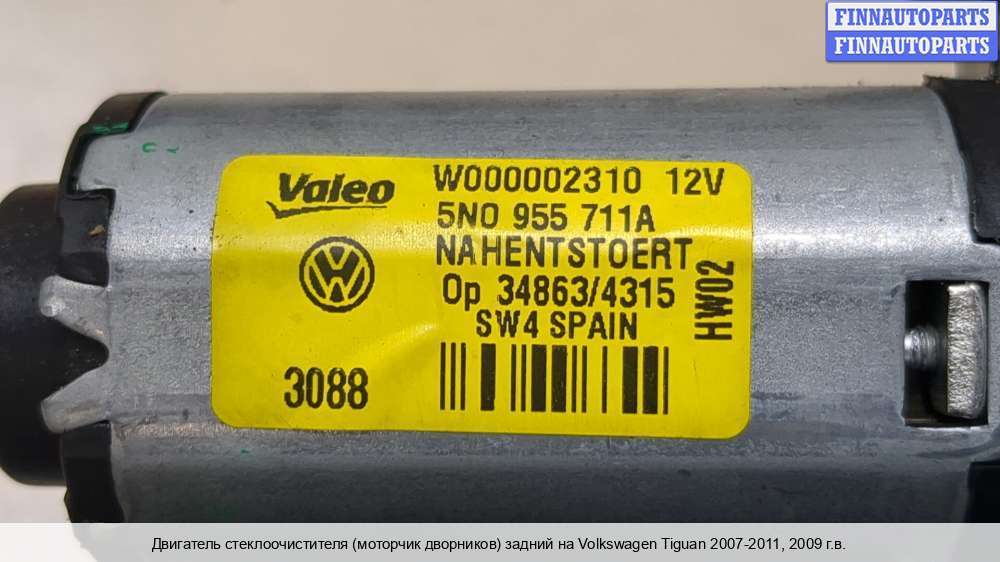 FINNAUTOPARTS
FINNAUTOPARTS
Valeo W000002310 12V
5N0 955 711A
NAHENTSTOERT
Op 34863/4315
SW4 SPAIN
HW02
3088
Двигатель стеклоочистителя (моторчик дворников) задний на Volkswagen Tiguan 2007-2011, 2009 г.в.